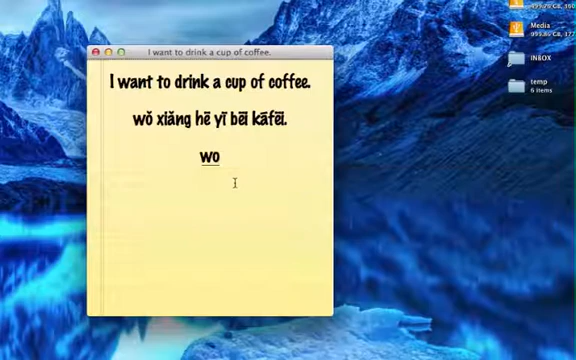 I want to drink a cup of coffee.
I want to drink a cup of coffee.
wǒ xiǎng hē yī bēi kāfēi.
wo
Media
INBOX
temp
6 items